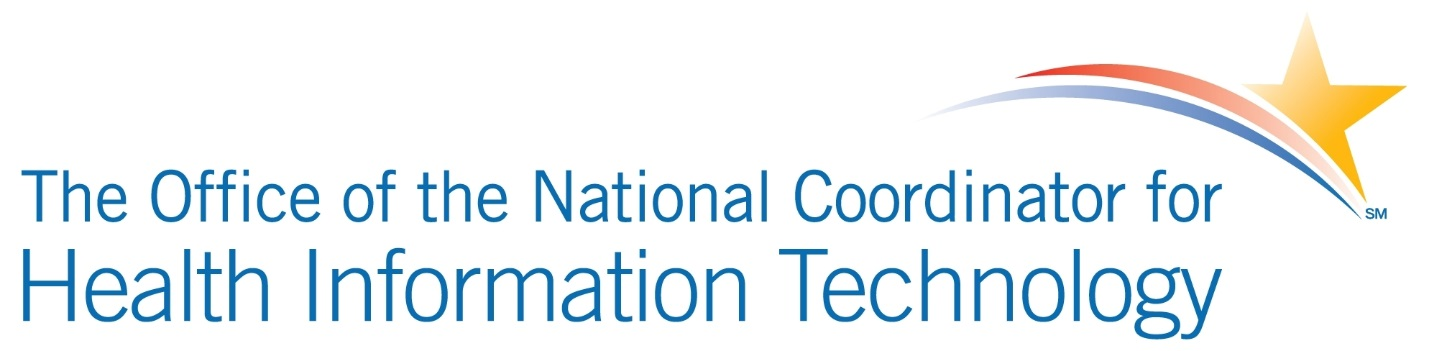 The Office of the National Coordinator for
Health Information Technology
SM